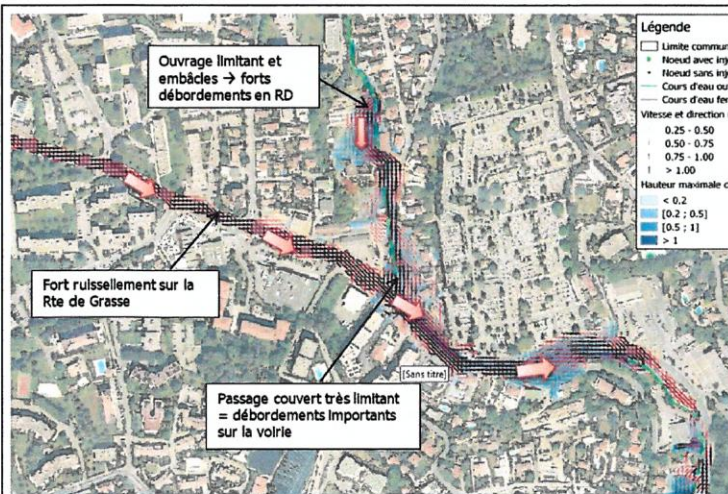 Ouvrage limitant et
embâcles → forts
débordements en RD
Fort ruissellement sur la
Rte de Grasse
Passage couvert très limitant
= débordements importants
sur la voirie
[Sans titre]
Légende
Limite commun
Noeud avec inj
Noeud sans inj
Cours d'eau ou
Cours d'eau fer
Vitesse et direction
0.25 - 0.50
0.50 - 0.75
0.75 - 1.00
> 1.00
Hauteur maximale d
< 0.2
[0.2 ; 0.5]
[0.5 ; 1]
> 1